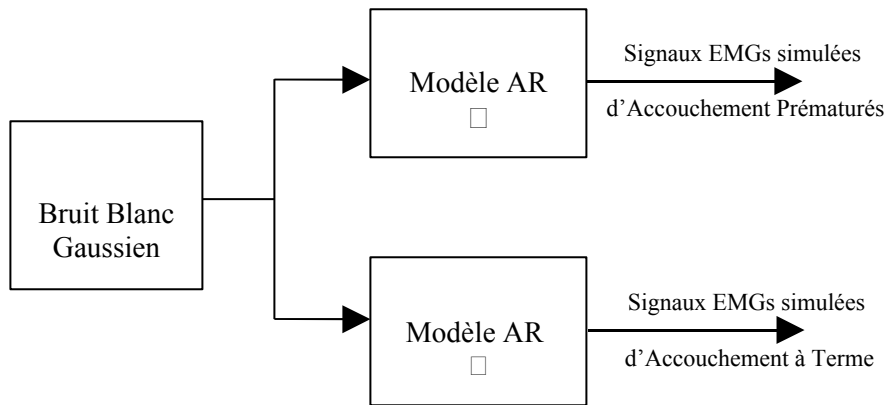 Bruit Blanc
Gaussien
Modèle AR
Signaux EMGs simulées
d'Accouchement Prématurés
Modèle AR
Signaux EMGs simulées
d'Accouchement à Terme